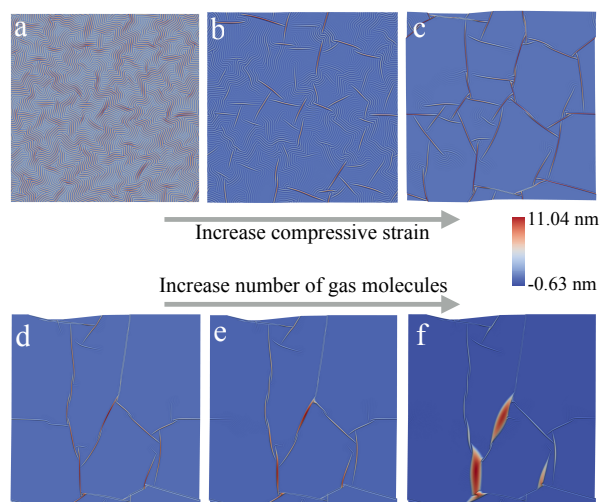 a
b
c
Increase compressive strain
11.04 nm
-0.63 nm
Increase number of gas molecules
d
e
f